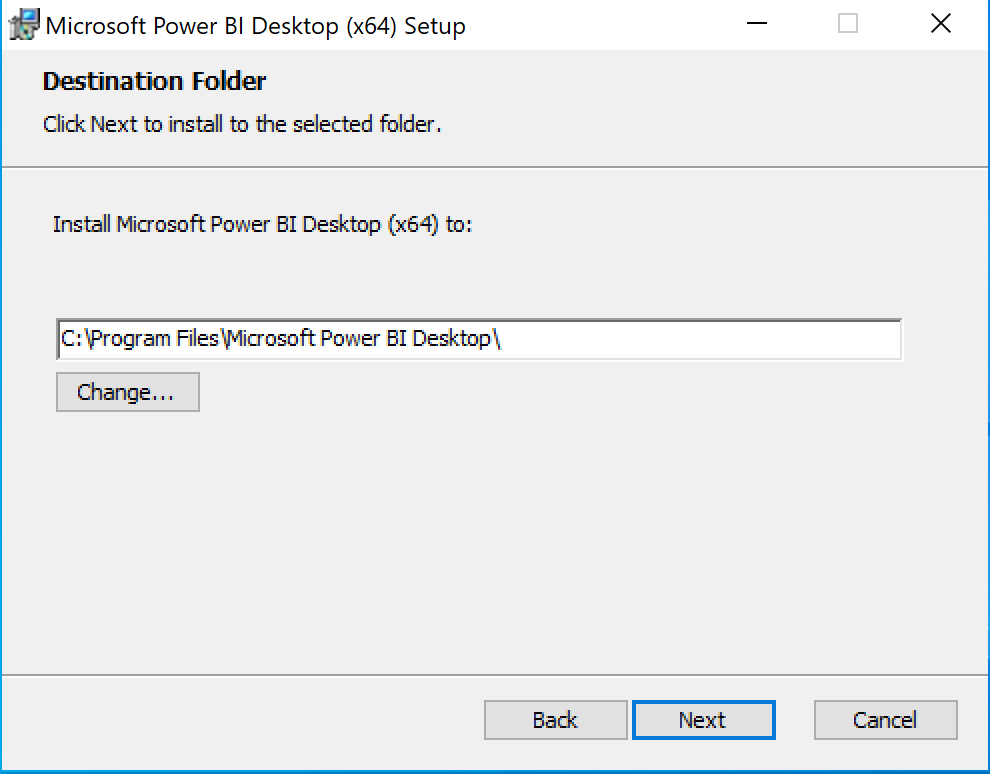 Microsoft Power BI Desktop (x64) Setup
Destination Folder
Click Next to install to the selected folder.
Install Microsoft Power BI Desktop (x64) to:
C:\Program Files\Microsoft Power BI Desktop\
Change...
Back Next Cancel